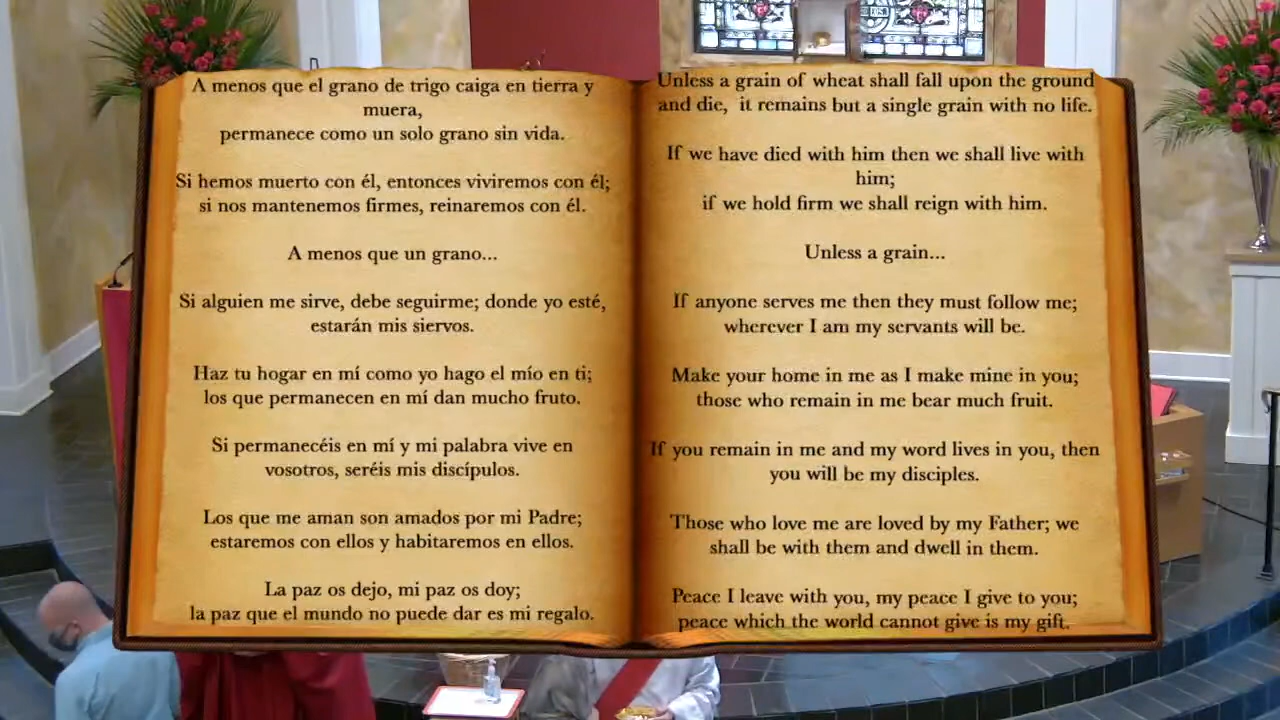 A menos que el grano de trigo caiga en tierra y
muera,
permanece como un solo grano sin vida.
Si hemos muerto con él, entonces viviremos con él;
si nos mantenemos firmes, reinaremos con él.
A menos que un grano...
Si alguien me sirve, debe seguirme; donde yo esté,
estarán mis siervos.
Haz tu hogar en mí como yo hago el mío en ti;
los que permanecen en mí dan mucho fruto.
Si permanecéis en mí y mi palabra vive en
vosotros, seréis mis discípulos.
Los que me aman son amados por mi Padre;
estaremos con ellos y habitaremos en ellos.
La paz os dejo, mi paz os doy;
la paz que el mundo no puede dar es mi regalo.
Unless a grain of wheat shall fall upon the ground
and die, it remains but a single grain with no life.
If we have died with him then we shall live with
him;
if we hold firm we shall reign with him.
Unless a grain...
If anyone serves me then they must follow me;
wherever I am my servants will be.
Make your home in me as I make mine in you;
those who remain in me bear much fruit.
If you remain in me and my word lives in you, then
you will be my disciples.
Those who love me are loved by my Father; we
shall be with them and dwell in them.
Peace I leave with you, my peace I give to you;
peace which the world cannot give is my gift.